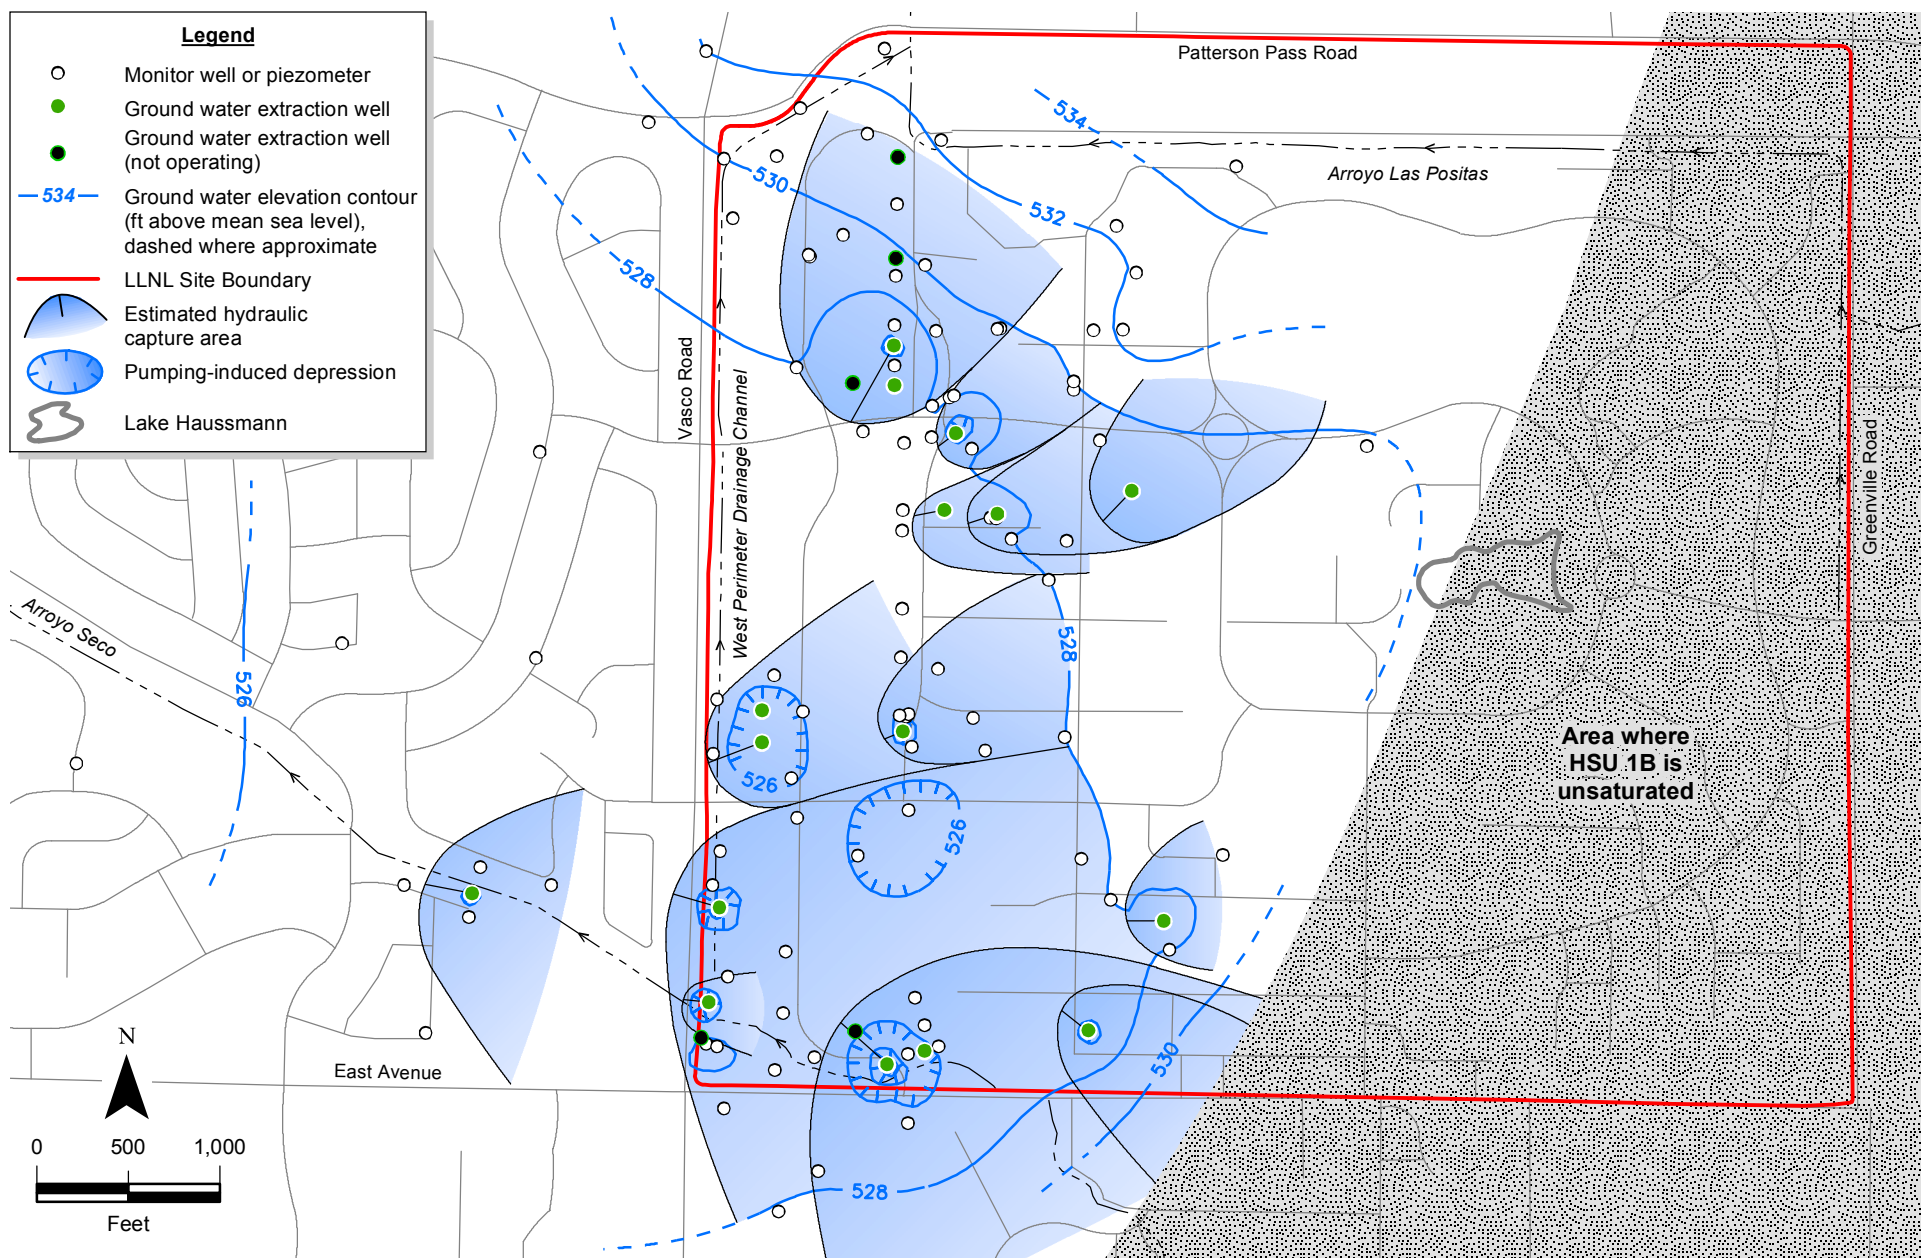 Legend
Monitor well or piezometer
Ground water extraction well
Ground water extraction well
(not operating)
534
Ground water elevation contour
(ft above mean sea level),
dashed where approximate
LLNL Site Boundary
Estimated hydraulic
capture area
Pumping-induced depression
Lake Haussmann
Patterson Pass Road
534
Arroyo Las Positas
530
532
528
Vasco Road
West Perimeter Drainage Channel
Greenville Road
Arroyo Seco
526
528
526
526
Area where
HSU 1B is
unsaturated
530
528
East Avenue
N
0 500 1,000
Feet